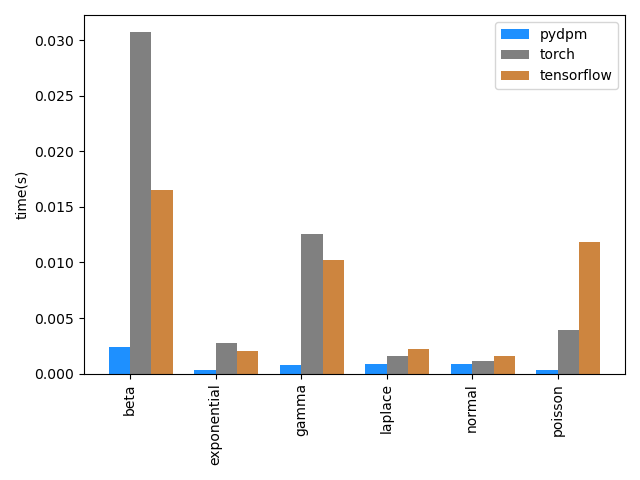 pydpm
torch
tensorflow
time(s)
0.030
0.025
0.020
0.015
0.010
0.005
0.000
beta
exponential
gamma
laplace
normal
poisson